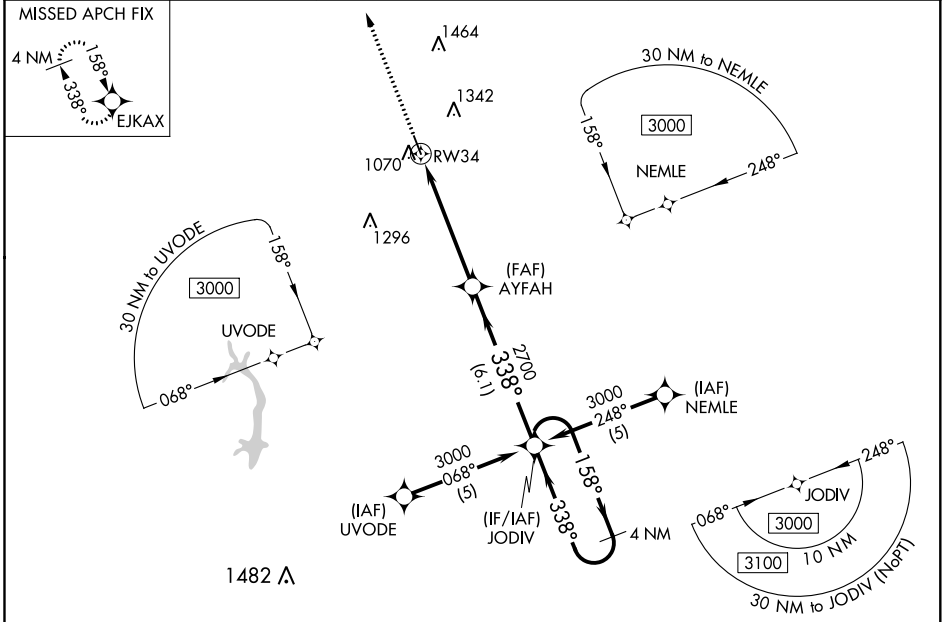 MISSED APCH FIX
4 NM
158°
338°
EJKAX
1464
1342
1070
RW34
1296
30 NM to NEMLE
158°
3000
NEMLE
248°
30 NM to UVODE
158°
3000
UVODE
068°
(FAF)
AYFAH
2700
338°
(6.1)
3000
248°
(5)
(IAF)
NEMLE
3000
068°
(5)
(IAF)
UVODE
(IF/IAF)
JODIV
158°
338°
4 NM
068°
248°
JODIV
3000
10 NM
3100
30 NM to JODIV (NoPT)
1482